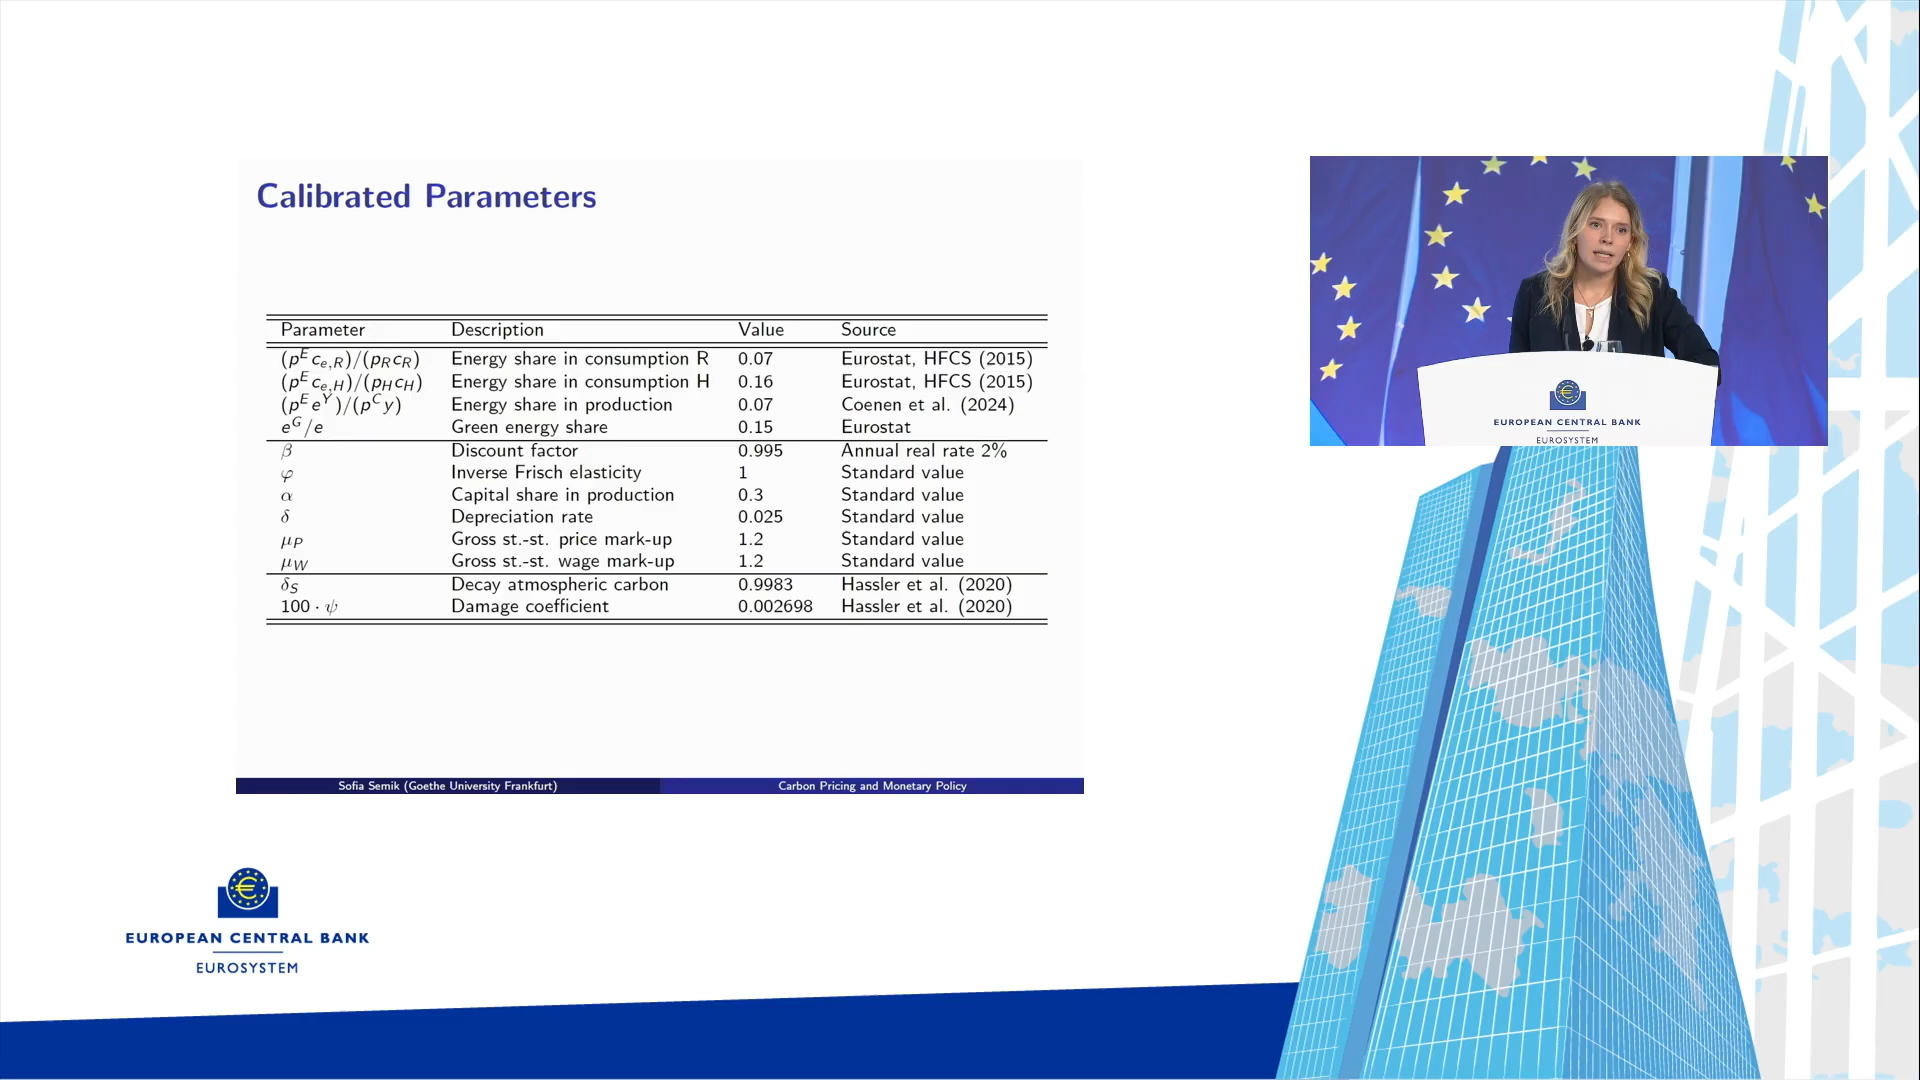 Calibrated Parameters
Parameter Description Value Source
(p^E c_{e,R})/(p_R c_R) Energy share in consumption R 0.07 Eurostat, HFCS (2015)
(p^E c_{e,H})/(p_H c_H) Energy share in consumption H 0.16 Eurostat, HFCS (2015)
(p^E e^Y)/(p^C y) Energy share in production 0.07 Coenen et al. (2024)
e^G/e Green energy share 0.15 Eurostat
β Discount factor 0.995 Annual real rate 2%
φ Inverse Frisch elasticity 1 Standard value
α Capital share in production 0.3 Standard value
δ Depreciation rate 0.025 Standard value
μ_P Gross st.-st. price mark-up 1.2 Standard value
μ_W Gross st.-st. wage mark-up 1.2 Standard value
δ_S Decay atmospheric carbon 0.9983 Hassler et al. (2020)
100 · ψ Damage coefficient 0.002698 Hassler et al. (2020)
Sofia Semik (Goethe University Frankfurt) Carbon Pricing and Monetary Policy
€
EUROPEAN CENTRAL BANK
EUROSYSTEM
€
EUROPEAN CENTRAL BANK
EUROSYSTEM